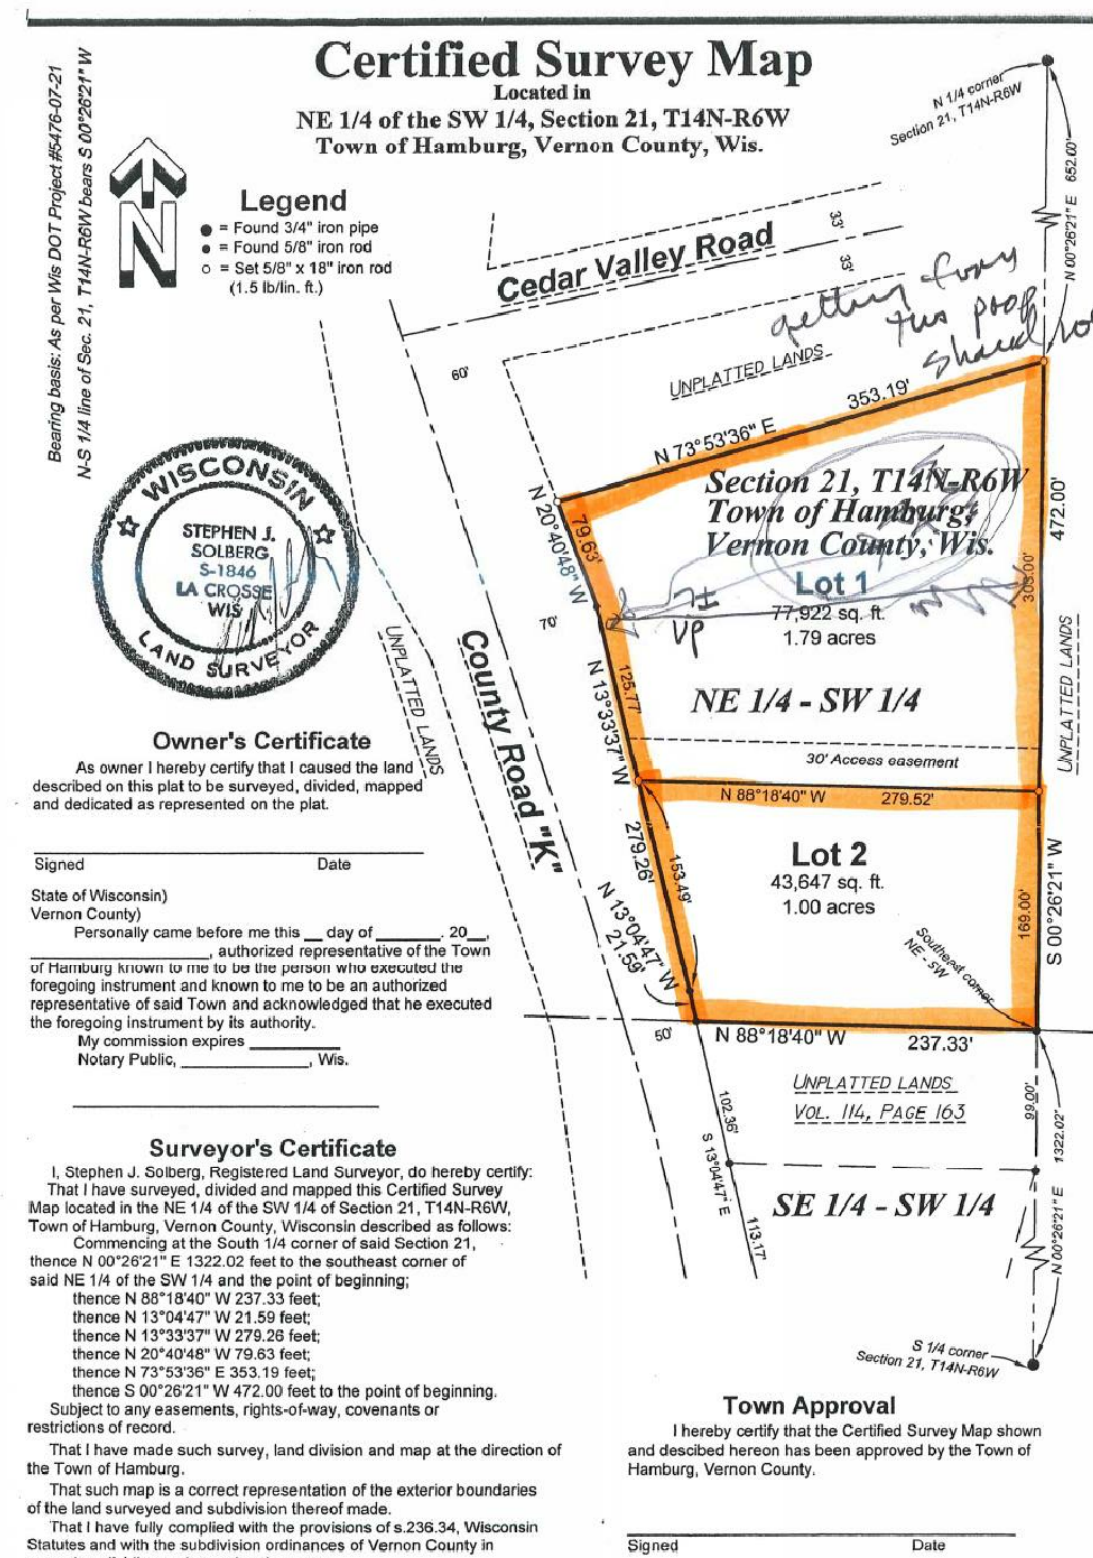 Certified Survey Map
Located in
NE 1/4 of the SW 1/4, Section 21, T14N-R6W
Town of Hamburg, Vernon County, Wis.
Bearing basis: As per Wis DOT Project #5476-07-21
N-S 1/4 line of Sec. 21, T14N-R6W bears S 00°26'21" W
N
Legend
● = Found 3/4" iron pipe
● = Found 5/8" iron rod
○ = Set 5/8" x 18" iron rod
(1.5 lb/lin. ft.)
N 1/4 corner
Section 21, T14N-R6W
N 00°26'21" E 652.00'
Cedar Valley Road
33'
33'
getting
this
60'
UNPLATTED LANDS
N 73°53'36" E
353.19'
WISCONSIN
STEPHEN J.
SOLBERG
S-1846
LA CROSSE
WIS
LAND SURVEYOR
N 20°40'48" W
79.63'
Section 21, T14N-R6W
Town of Hamburg,
Vernon County, Wis.
Lot 1
77,922 sq. ft.
1.79 acres
472.00'
303.00'
70'
UP
UNPLATTED LANDS
County Road "K"
N 13°33'37" W
125.77'
NE 1/4 - SW 1/4
UNPLATTED LANDS
30' Access easement
N 88°18'40" W
279.52'
279.26'
153.49'
Lot 2
43,647 sq. ft.
1.00 acres
169.00'
S 00°26'21" W
N 13°04'47" W
21.59'
Southeast corner
NE - SW
50'
N 88°18'40" W
237.33'
UNPLATTED LANDS
VOL. 114, PAGE 163
102.36'
S 13°04'47" E
113.17'
99.00'
1322.02'
N 00°26'21" E
SE 1/4 - SW 1/4
S 1/4 corner
Section 21, T14N-R6W
Owner's Certificate
As owner I hereby certify that I caused the land
described on this plat to be surveyed, divided, mapped
and dedicated as represented on the plat.
Signed Date
State of Wisconsin)
Vernon County)
Personally came before me this __ day of ______. 20__,
________________, authorized representative of the Town
of Hamburg known to me to be the person who executed the
foregoing instrument and known to me to be an authorized
representative of said Town and acknowledged that he executed
the foregoing instrument by its authority.
My commission expires ________
Notary Public, ____________, Wis.
Surveyor's Certificate
I, Stephen J. Solberg, Registered Land Surveyor, do hereby certify:
That I have surveyed, divided and mapped this Certified Survey
Map located in the NE 1/4 of the SW 1/4 of Section 21, T14N-R6W,
Town of Hamburg, Vernon County, Wisconsin described as follows:
Commencing at the South 1/4 corner of said Section 21,
thence N 00°26'21" E 1322.02 feet to the southeast corner of
said NE 1/4 of the SW 1/4 and the point of beginning;
thence N 88°18'40" W 237.33 feet;
thence N 13°04'47" W 21.59 feet;
thence N 13°33'37" W 279.26 feet;
thence N 20°40'48" W 79.63 feet;
thence N 73°53'36" E 353.19 feet;
thence S 00°26'21" W 472.00 feet to the point of beginning.
Subject to any easements, rights-of-way, covenants or
restrictions of record.
That I have made such survey, land division and map at the direction of
the Town of Hamburg.
That such map is a correct representation of the exterior boundaries
of the land surveyed and subdivision thereof made.
That I have fully complied with the provisions of s.236.34, Wisconsin
Statutes and with the subdivision ordinances of Vernon County in
Town Approval
I hereby certify that the Certified Survey Map shown
and descibed hereon has been approved by the Town of
Hamburg, Vernon County.
Signed Date